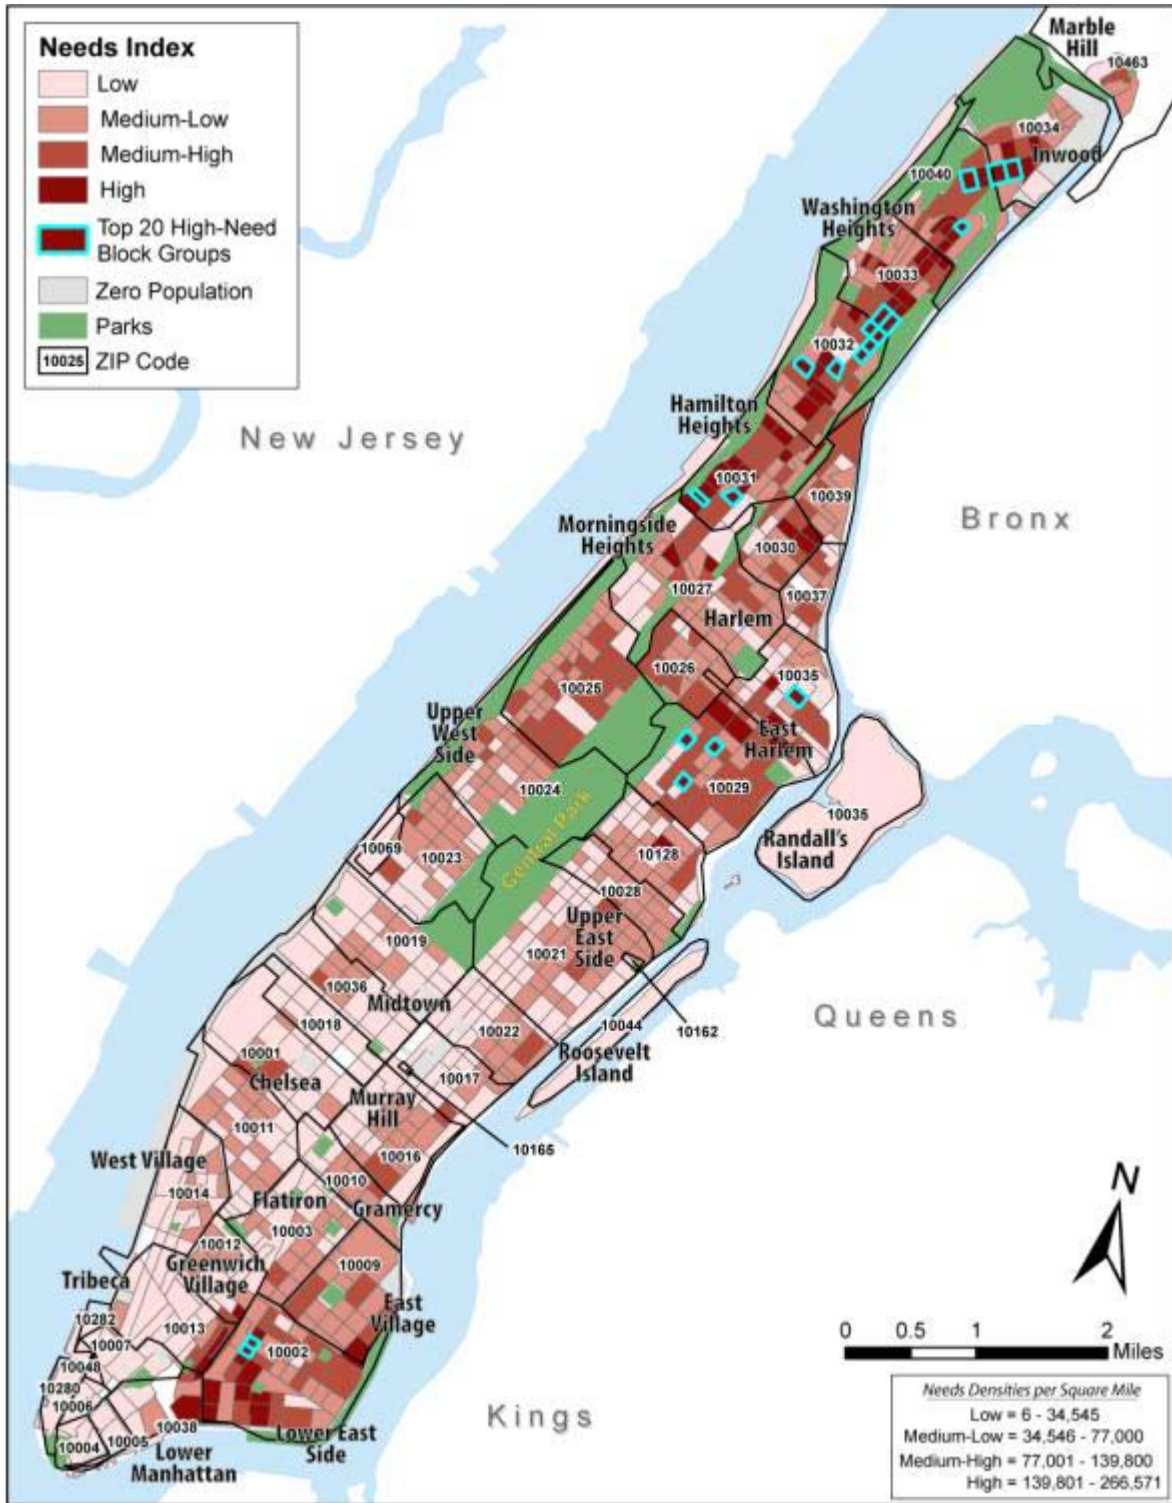 Needs Index
Low
Medium-Low
Medium-High
High
Top 20 High-Need
Block Groups
Zero Population
Parks
10025 ZIP Code
Marble
Hill
10463
10034
Inwood
10040
Washington
Heights
10033
10032
Hamilton
Heights
New Jersey
10031
10039
Bronx
Morningside
Heights
10030
10027
10037
Harlem
10026
10035
10025
Upper
West
Side
East
Harlem
10024
10029
10035
Central Park
Randall's
Island
10069
10023
10128
10028
Upper
East
Side
10019
10021
10036
Midtown
10018
10022
10044
10162
Queens
Roosevelt
Island
10001
Chelsea
10017
Murray
Hill
10011
10165
10016
West Village
10014
10010
Flatiron
Gramercy
10003
10012
Greenwich
Village
10009
Tribeca
East
Village
10282
10013
10007
10002
10048
10280
10006
10038
10004
10005
Lower
Manhattan
Lower East
Side
Kings
N
0 0.5 1 2
Miles
Needs Densities per Square Mile
Low = 6 - 34,545
Medium-Low = 34,546 - 77,000
Medium-High = 77,001 - 139,800
High = 139,801 - 266,571